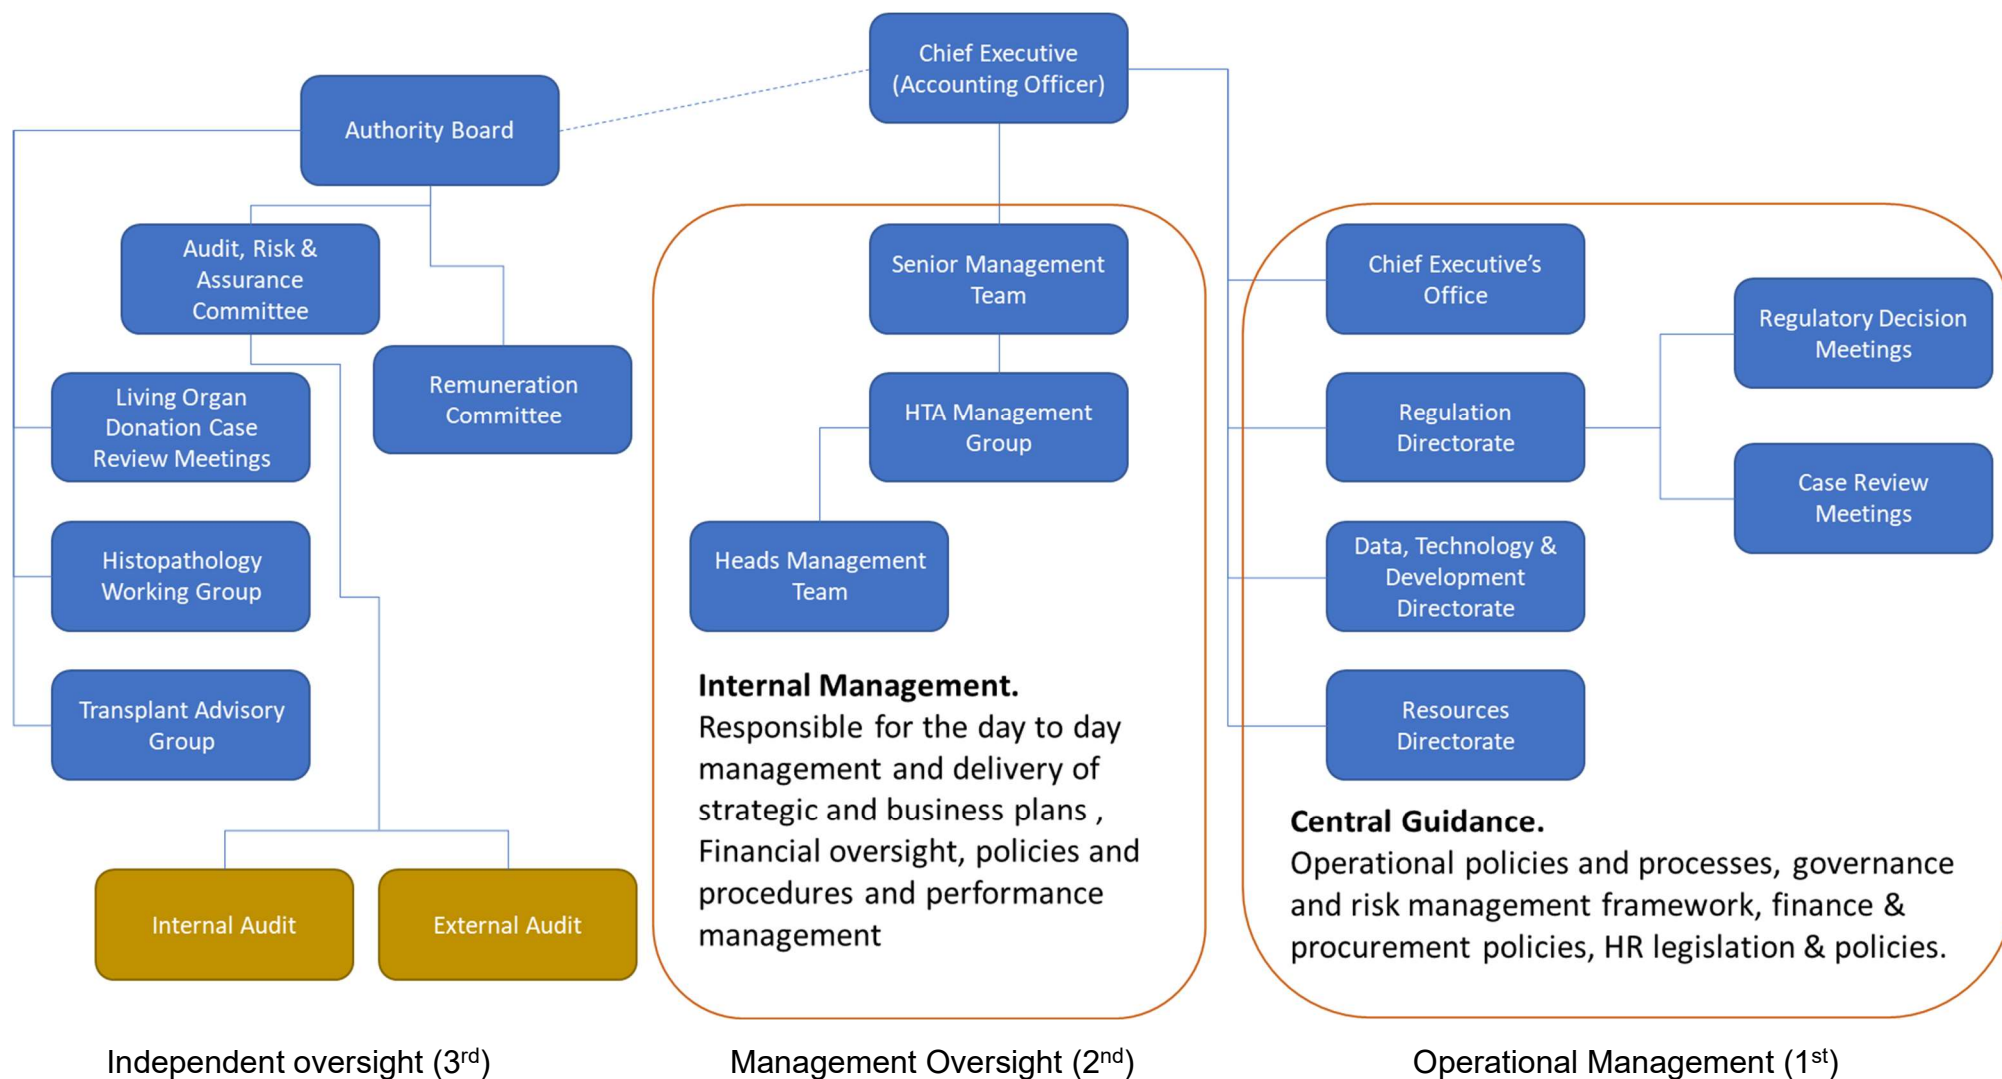 Chief Executive
(Accounting Officer)
Authority Board
Audit, Risk &
Assurance
Committee
Remuneration
Committee
Living Organ
Donation Case
Review Meetings
Histopathology
Working Group
Transplant Advisory
Group
Internal Audit
External Audit
Senior Management
Team
HTA Management
Group
Heads Management
Team
Internal Management.
Responsible for the day to day
management and delivery of
strategic and business plans ,
Financial oversight, policies and
procedures and performance
management
Chief Executive’s
Office
Regulation
Directorate
Data, Technology &
Development
Directorate
Resources
Directorate
Regulatory Decision
Meetings
Case Review
Meetings
Central Guidance.
Operational policies and processes, governance
and risk management framework, finance &
procurement policies, HR legislation & policies.
Independent oversight (3rd)
Management Oversight (2nd)
Operational Management (1st)